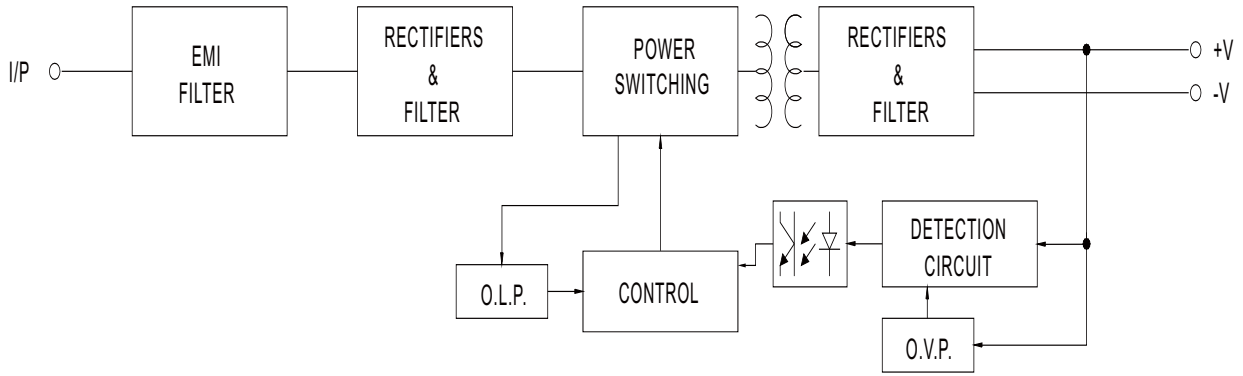 I/P
EMI
FILTER
RECTIFIERS
&
FILTER
POWER
SWITCHING
RECTIFIERS
&
FILTER
+V
-V
O.L.P.
CONTROL
DETECTION
CIRCUIT
O.V.P.